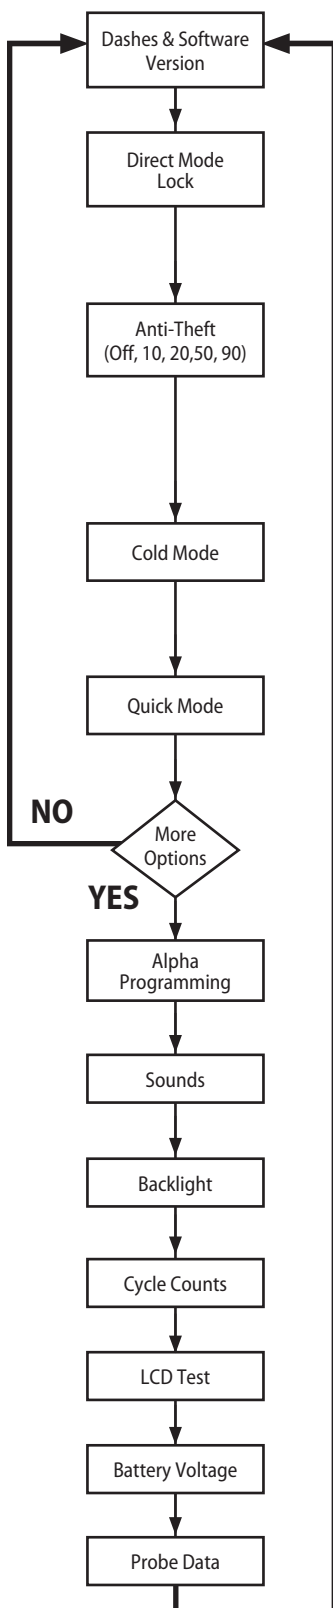 Dashes & Software
Version
Direct Mode
Lock
Anti-Theft
(Off, 10, 20,50, 90)
Cold Mode
Quick Mode
NO
More
Options
YES
Alpha
Programming
Sounds
Backlight
Cycle Counts
LCD Test
Battery Voltage
Probe Data